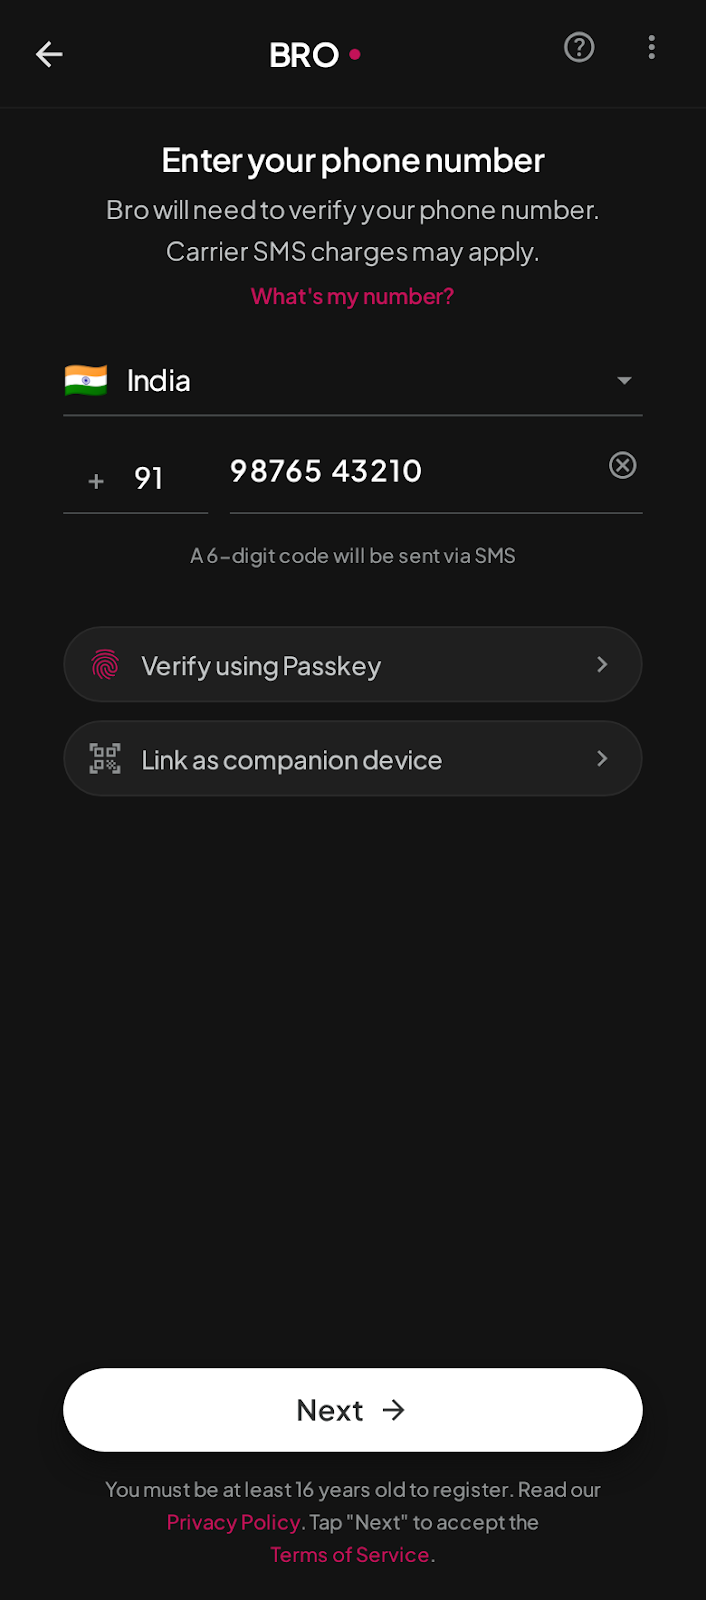 BRO
Enter your phone number
Bro will need to verify your phone number.
Carrier SMS charges may apply.
What's my number?
India
+ 91 98765 43210
A 6-digit code will be sent via SMS
Verify using Passkey
Link as companion device
Next
You must be at least 16 years old to register. Read our
Privacy Policy. Tap "Next" to accept the
Terms of Service.